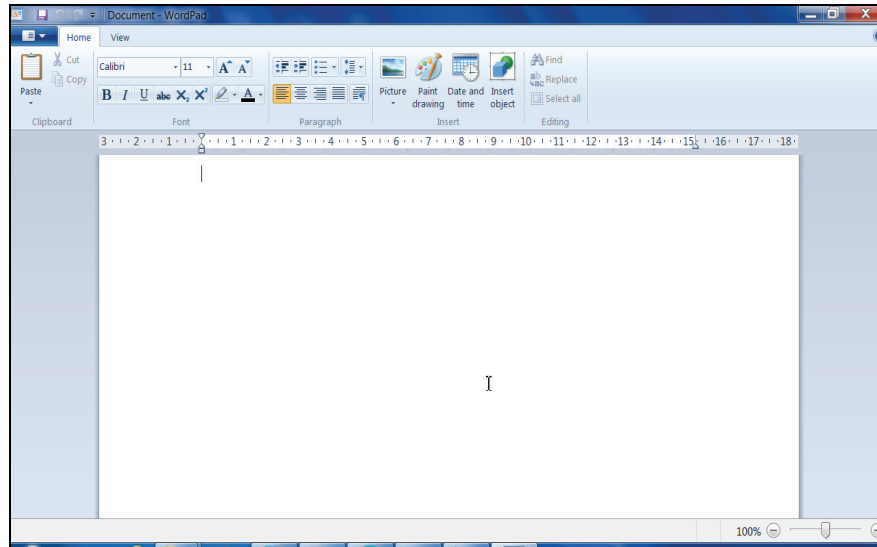 Document - WordPad
Home View
Cut
Copy
Paste
Calibri 11 A A
B I U abc X₂ X² A
Picture
Paint drawing
Date and time
Insert object
Find
Replace
Select all
Clipboard Font Paragraph Insert Editing
3 2 1 1 2 3 4 5 6 7 8 9 10 11 12 13 14 15 16 17 18
100%